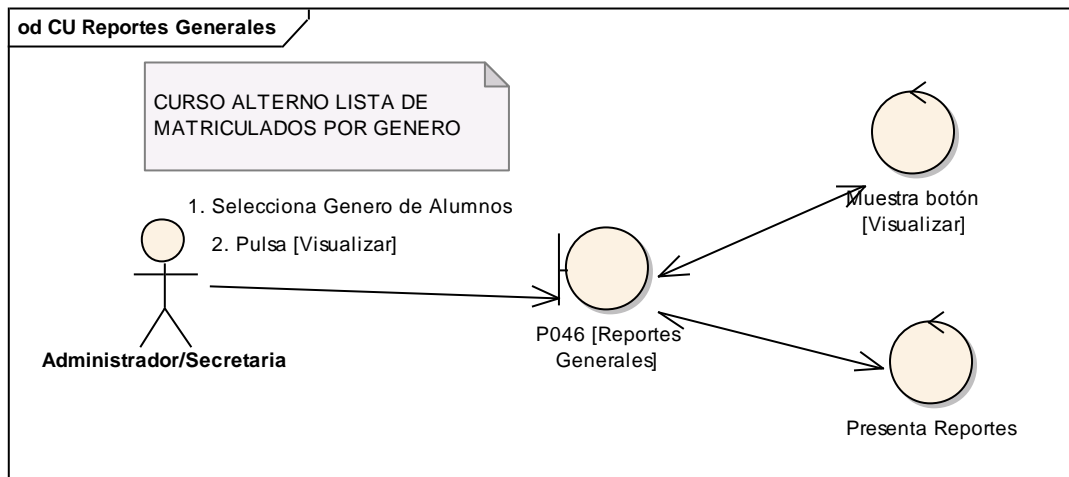 od CU Reportes Generales
CURSO ALTERNO LISTA DE
MATRICULADOS POR GENERO
1. Selecciona Genero de Alumnos
2. Pulsa [Visualizar]
Administrador/Secretaria
P046 [Reportes
Generales]
Muestra botón
[Visualizar]
Presenta Reportes